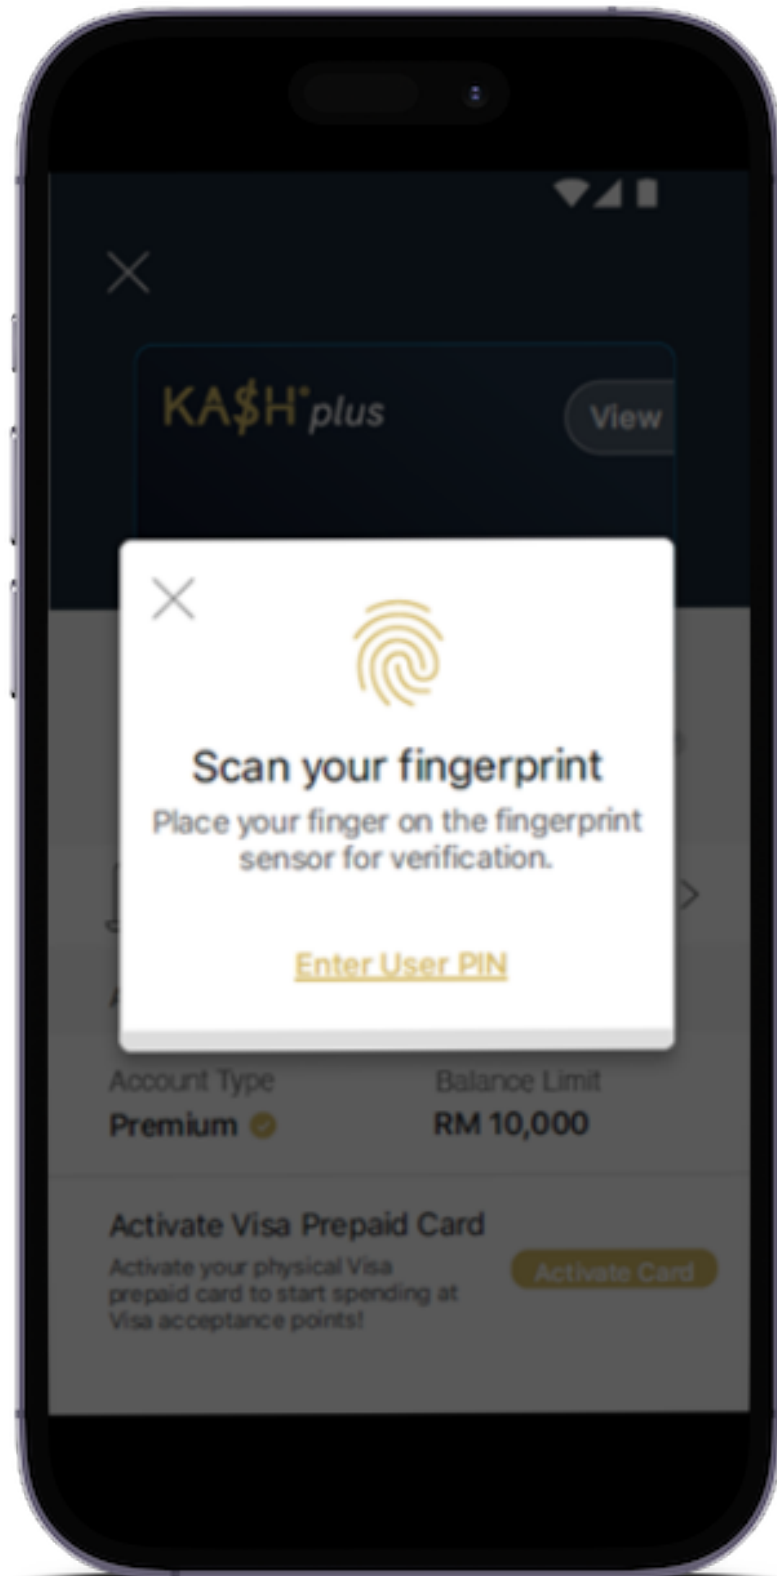 KA$H plus
View
Scan your fingerprint
Place your finger on the fingerprint
sensor for verification.
Enter User PIN
Account Type
Balance Limit
Premium
RM 10,000
Activate Visa Prepaid Card
Activate your physical Visa
prepaid card to start spending at
Visa acceptance points!
Activate Card